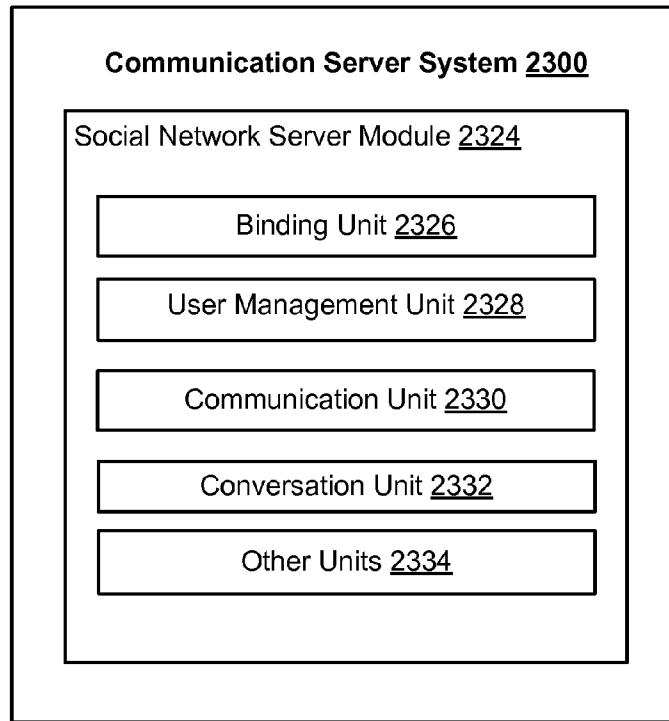 Communication Server System 2300
Social Network Server Module 2324
Binding Unit 2326
User Management Unit 2328
Communication Unit 2330
Conversation Unit 2332
Other Units 2334